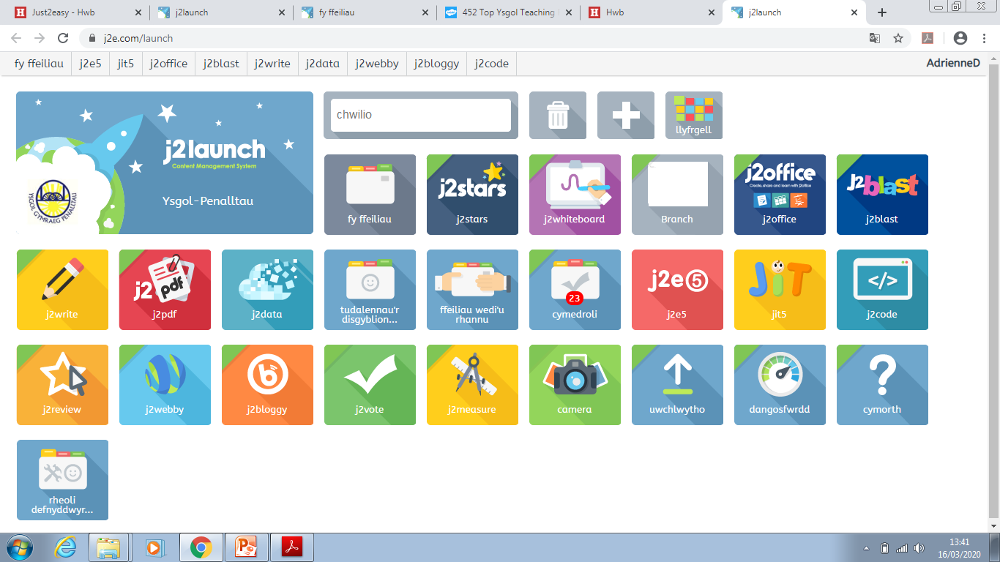 Just2easy - Hwb
j2launch
fy ffeiliau
452 Top Ysgol Teaching
Hwb
j2launch
j2e.com/launch
fy ffeiliau
j2e5
jit5
j2office
j2blast
j2write
j2data
j2webby
j2bloggy
j2code
AdrienneD
j2launch
Content Management System
Ysgol-Penalltau
YSGOL GYMRAEG PENALLTAU
chwilio
llyfrgell
fy ffeiliau
j2stars
j2stars
j2whiteboard
Branch
j2office
Create, share and learn with j2office
j2office
j2blast
j2blast
j2write
j2pdf
j2pdf
j2data
tudalennau'r
disgyblion...
ffeiliau wedi'u
rhannu
23
cymedroli
j2e5
j2e5
JiT
jit5
</>
j2code
j2review
j2webby
b
j2bloggy
j2vote
j2measure
camera
uwchlwytho
dangosfwrdd
?
cymorth
rheoli
defnyddwyr...
13:41
16/03/2020